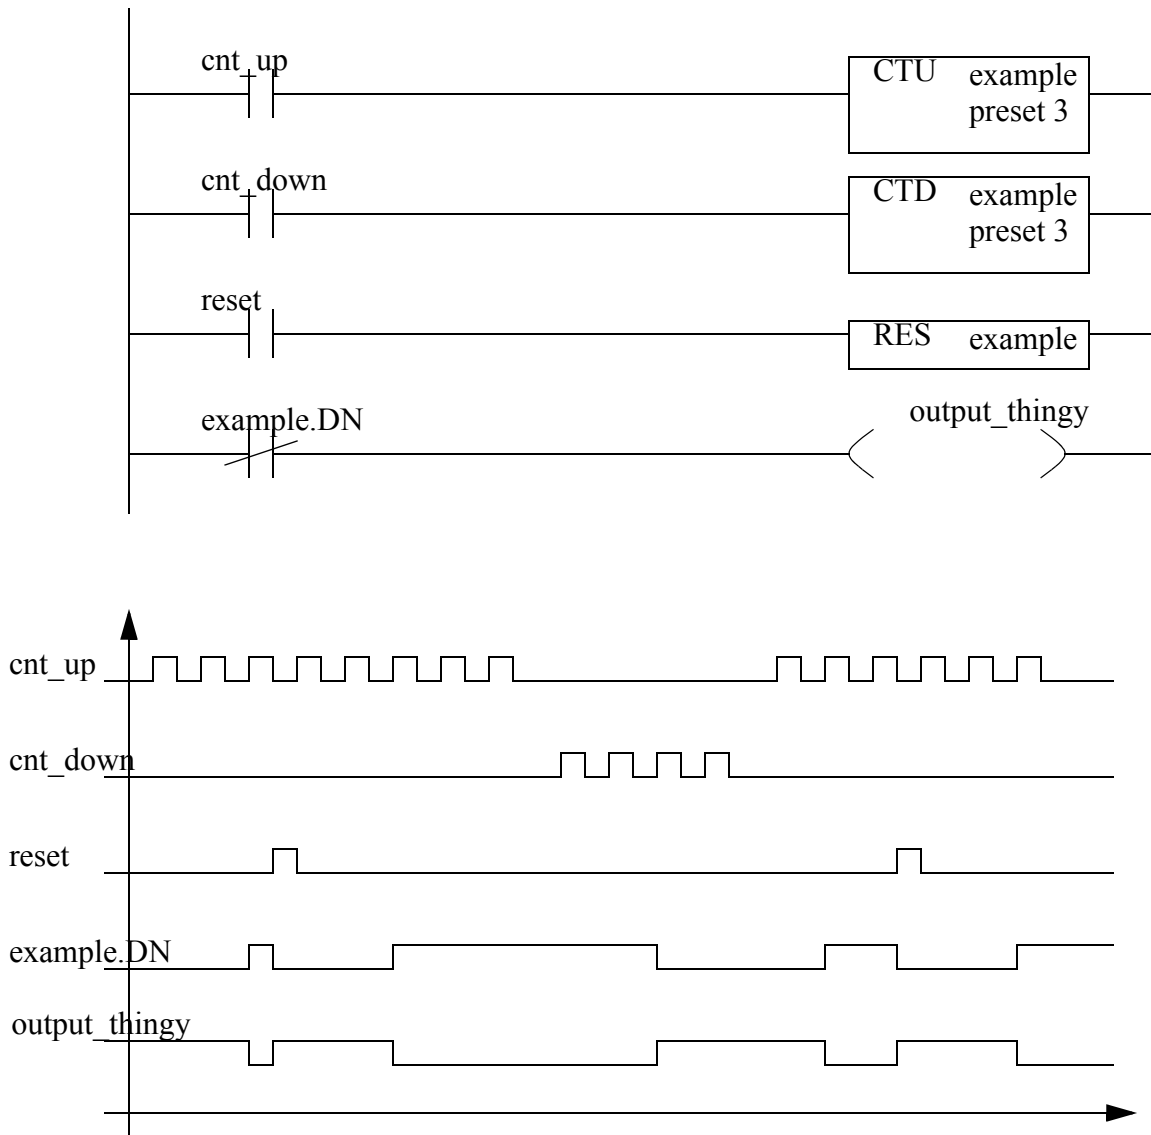 cnt_up
CTU example
preset 3
cnt_down
CTD example
preset 3
reset
RES example
example.DN
output_thingy
cnt_up
cnt_down
reset
example.DN
output_thingy